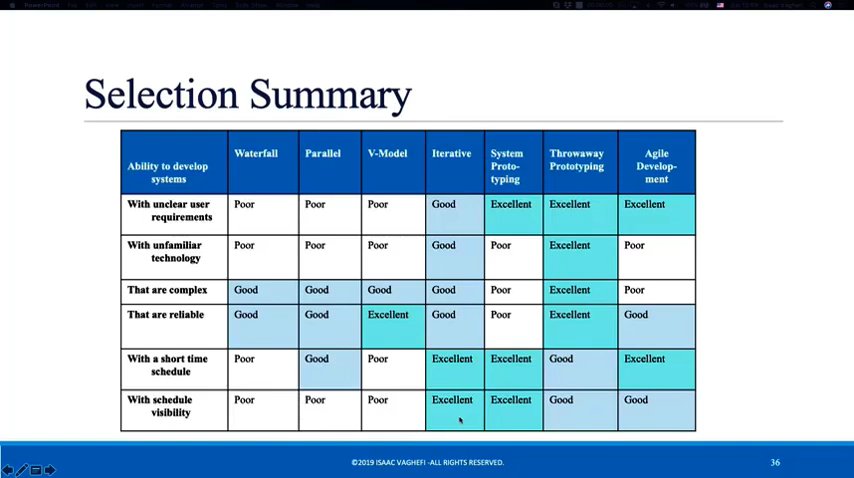 Selection Summary
Ability to develop
systems
Waterfall
Parallel
V-Model
Iterative
System
Proto-
typing
Throwaway
Prototyping
Agile
Develop-
ment
With unclear user
requirements
Poor
Poor
Poor
Good
Excellent
Excellent
Excellent
With unfamiliar
technology
Poor
Poor
Poor
Good
Poor
Excellent
Poor
That are complex
Good
Good
Good
Good
Poor
Excellent
Poor
That are reliable
Good
Good
Excellent
Good
Poor
Excellent
Good
With a short time
schedule
Poor
Good
Poor
Excellent
Excellent
Good
Excellent
With schedule
visibility
Poor
Poor
Poor
Excellent
Excellent
Good
Good
©2019 ISAAC VAGHEFI -ALL RIGHTS RESERVED.
36